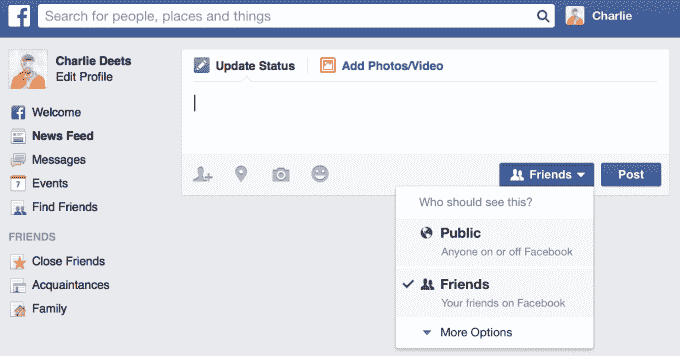 f Search for people, places and things Charlie
Charlie Deets
Edit Profile
Welcome
News Feed
Messages
7 Events
Find Friends
FRIENDS
Close Friends
Acquaintances
Family
Update Status Add Photos/Video
Friends Post
Who should see this?
Public
Anyone on or off Facebook
Friends
Your friends on Facebook
More Options